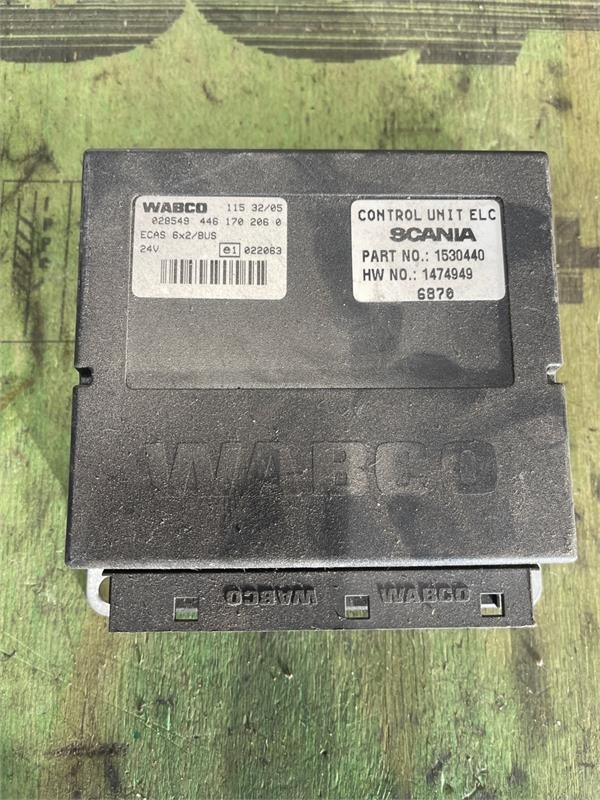 WABCO 115 32/05
028549 446 170 206 0
ECAS 6x2/BUS
24V e1 022063
CONTROL UNIT ELC
SCANIA
PART NO.: 1530440
HW NO.: 1474949
6870
WABCO
WABCO WABCO